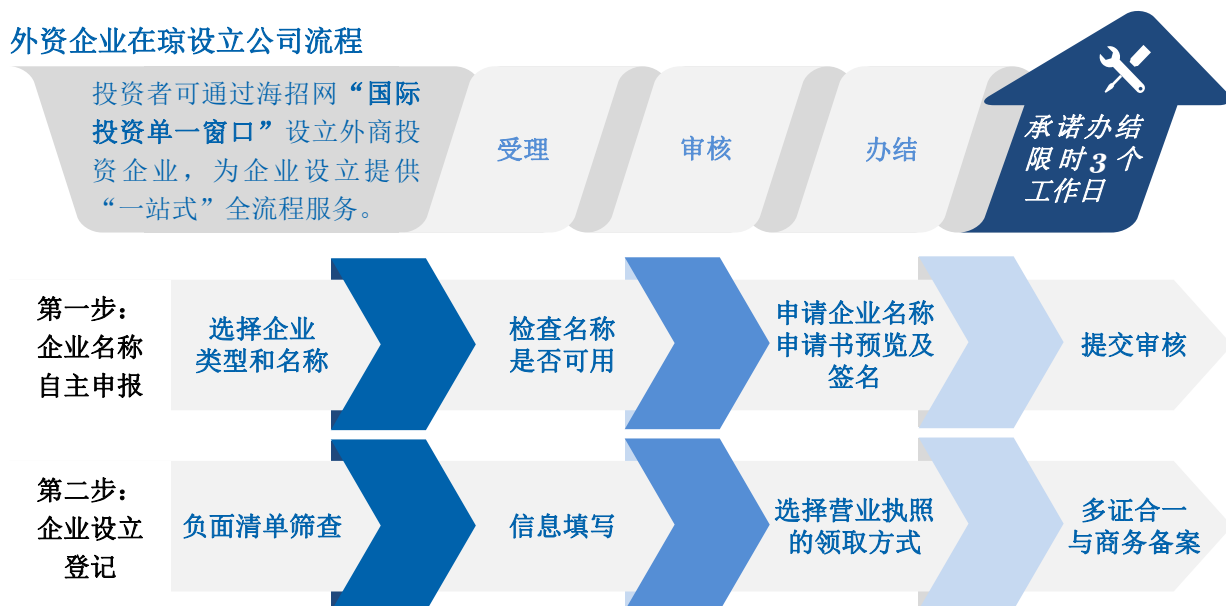 外资企业在琼设立公司流程
投资者可通过海招网“国际
投资单一窗口”设立外商投
资企业，为企业设立提供
“一站式”全流程服务。
受理
审核
办结
承诺办结
限时3个
工作日
第一步：
企业名称
自主申报
选择企业
类型和名称
检查名称
是否可用
申请企业名称
申请书预览及
签名
提交审核
第二步：
企业设立
登记
负面清单筛查
信息填写
选择营业执照
的领取方式
多证合一
与商务备案